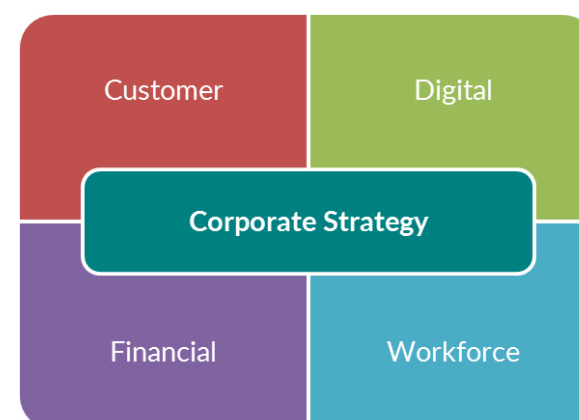 Customer
Digital
Corporate Strategy
Financial
Workforce